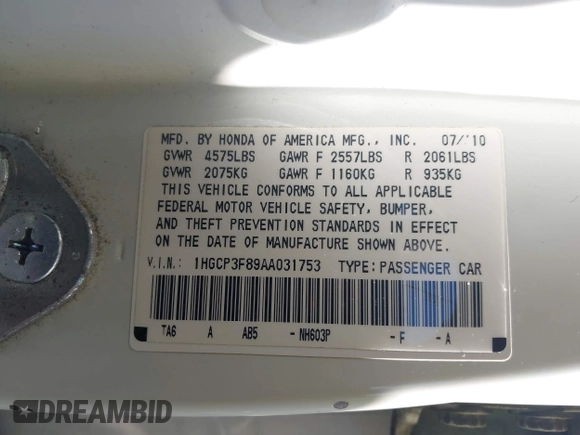 MFD. BY HONDA OF AMERICA MFG., INC. 07/'10
GVWR 4575LBS GAWR F 2557LBS R 2061LBS
GVWR 2075KG GAWR F 1160KG R 935KG
THIS VEHICLE CONFORMS TO ALL APPLICABLE
FEDERAL MOTOR VEHICLE SAFETY, BUMPER,
AND THEFT PREVENTION STANDARDS IN EFFECT
ON THE DATE OF MANUFACTURE SHOWN ABOVE.
V.I.N.: 1HGCP3F89AA031753 TYPE:PASSENGER CAR
TA6 A AB5 -NH603P -F -A
DREAMBID